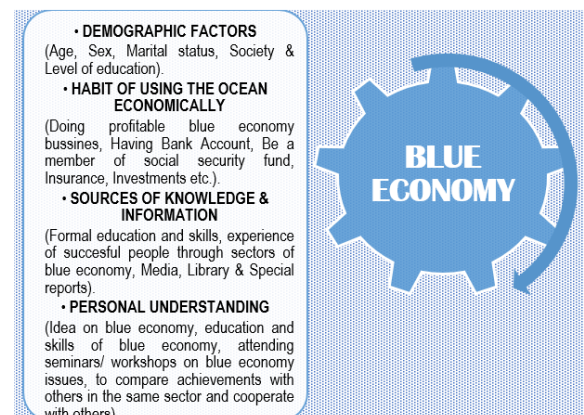 • DEMOGRAPHIC FACTORS
(Age, Sex, Marital status, Society &
Level of education).
• HABIT OF USING THE OCEAN
ECONOMICALLY
(Doing profitable blue economy
bussines, Having Bank Account, Be a
member of social security fund,
Insurance, Investments etc.).
• SOURCES OF KNOWLEDGE &
INFORMATION
(Formal education and skills, experience
of succesful people through sectors of
blue economy, Media, Library & Special
reports).
• PERSONAL UNDERSTANDING
(Idea on blue economy, education and
skills of blue economy, attending
seminars/ workshops on blue economy
issues, to compare achievements with
others in the same sector and cooperate
with others)
BLUE
ECONOMY